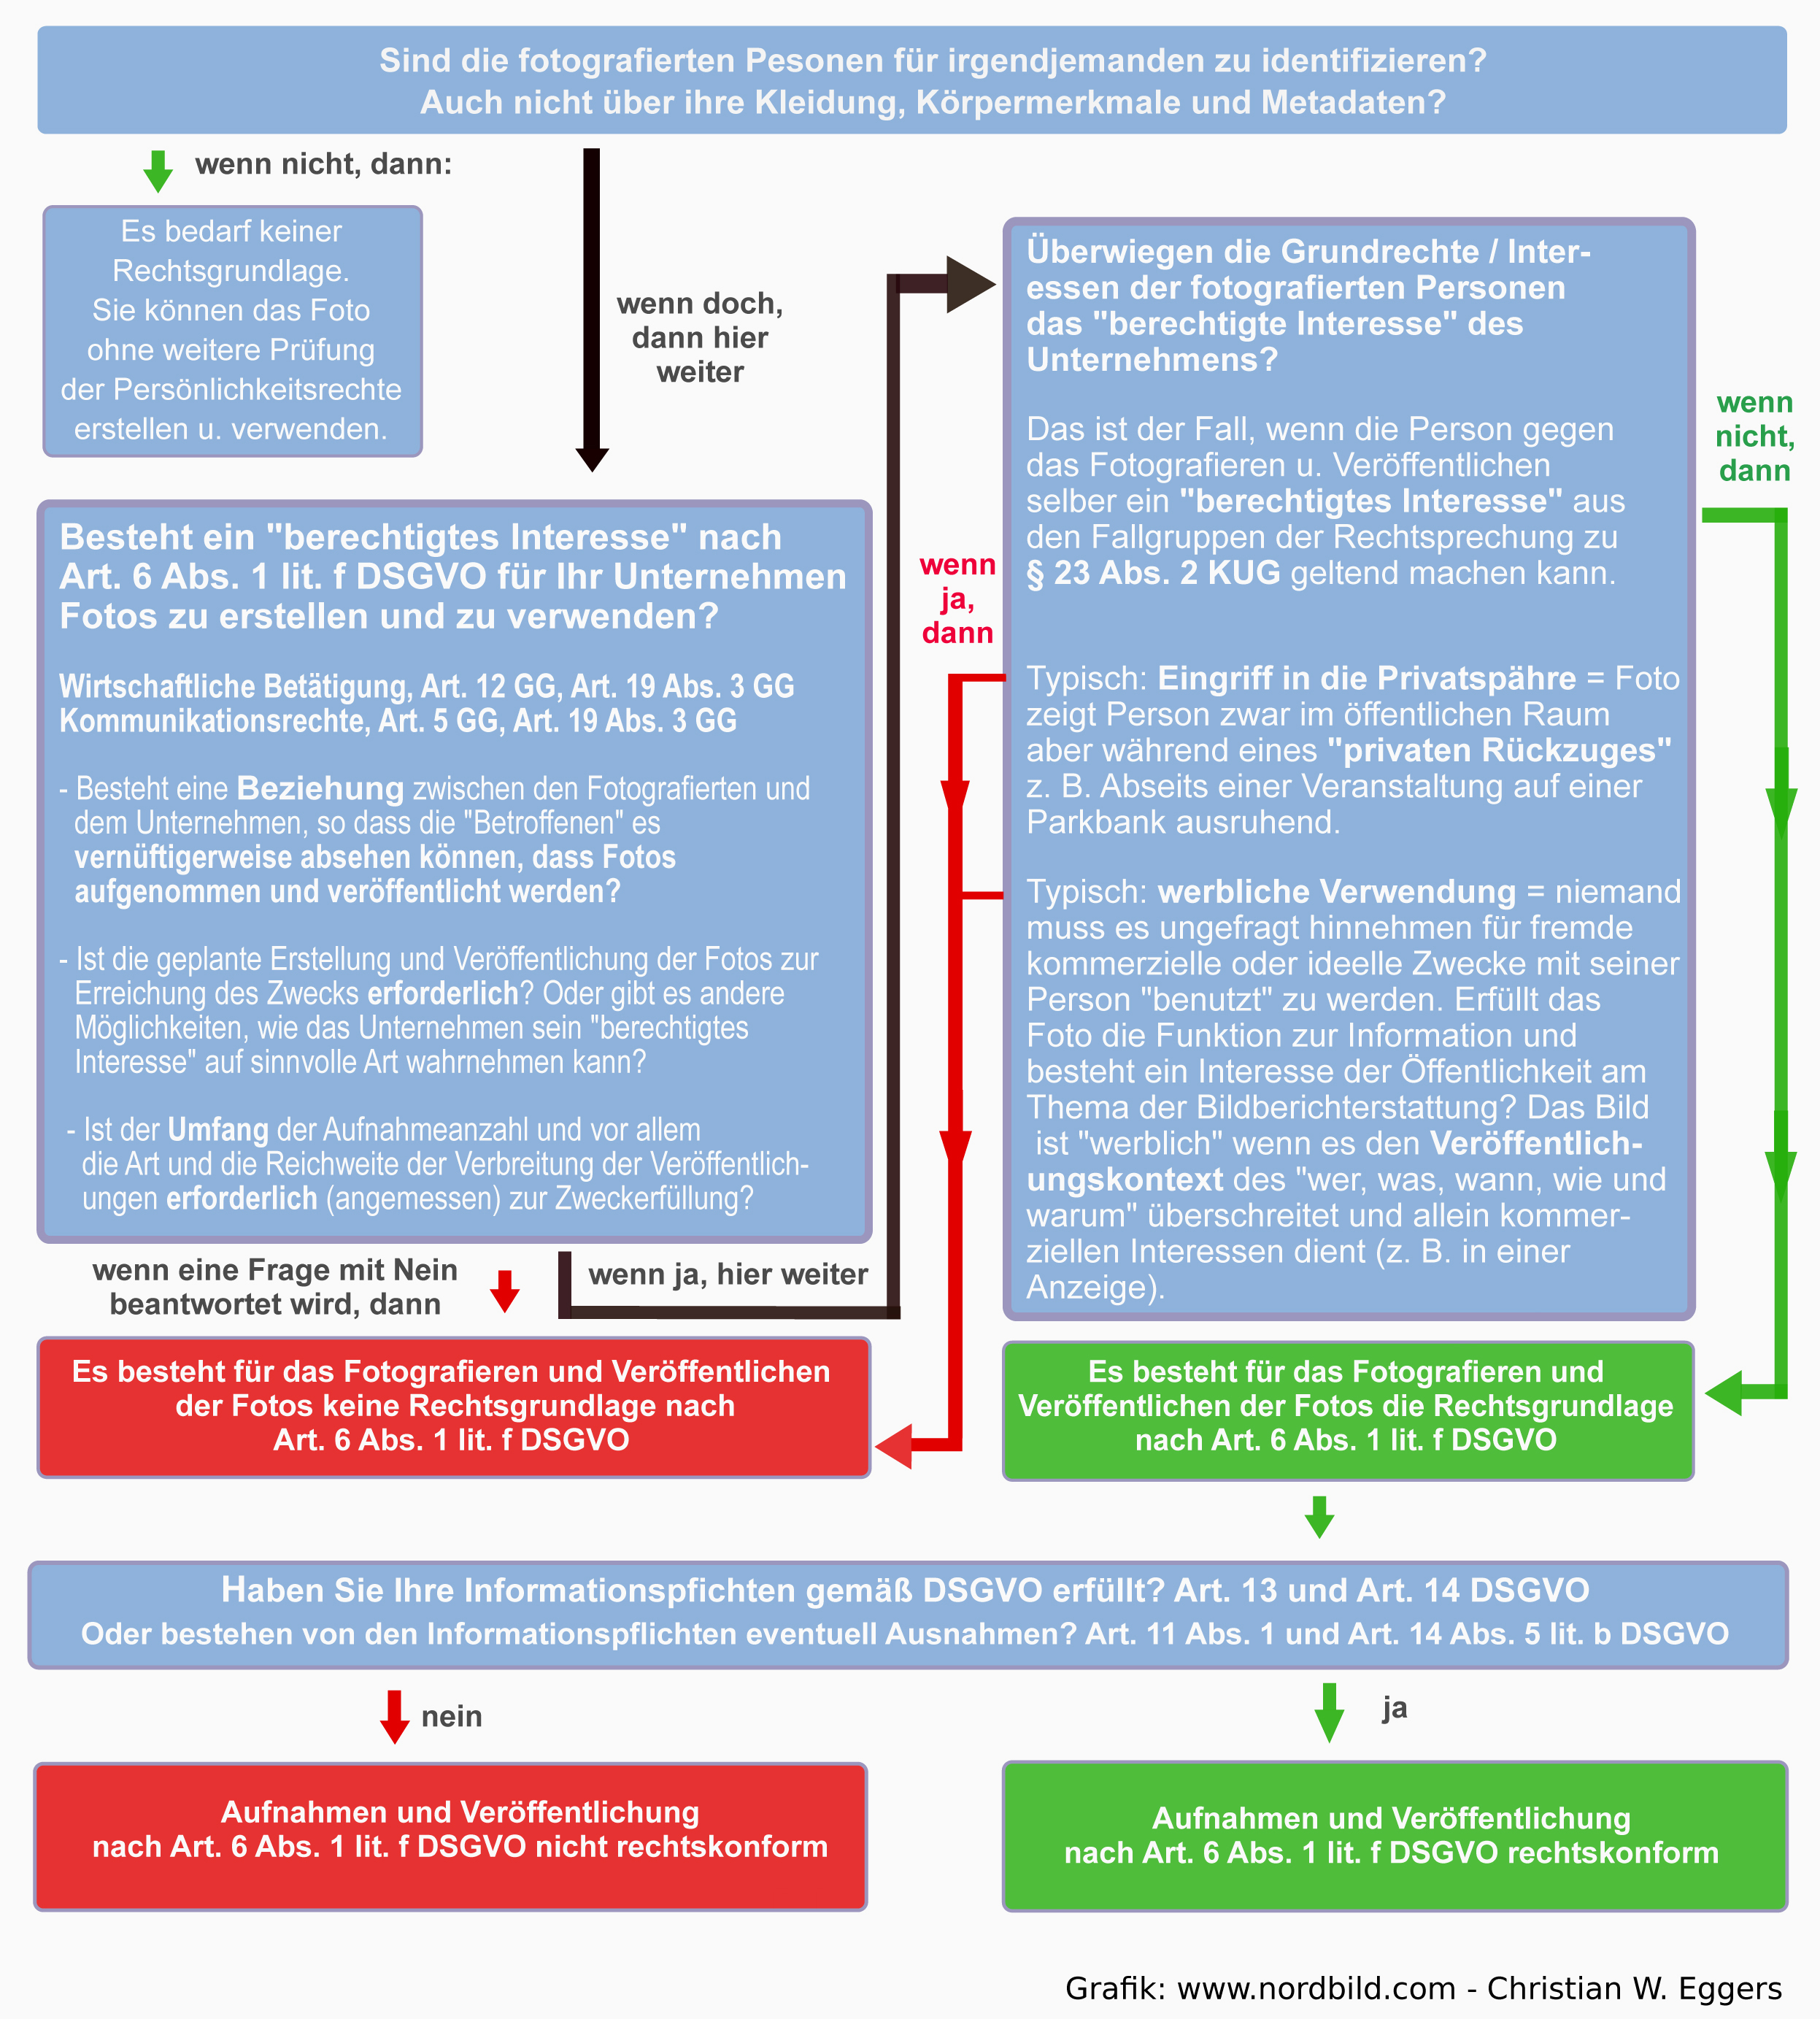 Sind die fotografierten Pesonen für irgendjemanden zu identifizieren?
Auch nicht über ihre Kleidung, Körpermerkmale und Metadaten?
wenn nicht, dann:
Es bedarf keiner
Rechtsgrundlage.
Sie können das Foto
ohne weitere Prüfung
der Persönlichkeitsrechte
erstellen u. verwenden.
wenn doch,
dann hier
weiter
Besteht ein "berechtigtes Interesse" nach
Art. 6 Abs. 1 lit. f DSGVO für Ihr Unternehmen
Fotos zu erstellen und zu verwenden?
Wirtschaftliche Betätigung, Art. 12 GG, Art. 19 Abs. 3 GG
Kommunikationsrechte, Art. 5 GG, Art. 19 Abs. 3 GG
- Besteht eine Beziehung zwischen den Fotografierten und
dem Unternehmen, so dass die "Betroffenen" es
vernüftigerweise absehen können, dass Fotos
aufgenommen und veröffentlicht werden?
- Ist die geplante Erstellung und Veröffentlichung der Fotos zur
Erreichung des Zwecks erforderlich? Oder gibt es andere
Möglichkeiten, wie das Unternehmen sein "berechtigtes
Interesse" auf sinnvolle Art wahrnehmen kann?
- Ist der Umfang der Aufnahmeanzahl und vor allem
die Art und die Reichweite der Verbreitung der Veröffentlich-
ungen erforderlich (angemessen) zur Zweckerfüllung?
wenn eine Frage mit Nein
beantwortet wird, dann
wenn ja, hier weiter
Überwiegen die Grundrechte / Inter-
essen der fotografierten Personen
das "berechtigte Interesse" des
Unternehmens?
Das ist der Fall, wenn die Person gegen
das Fotografieren u. Veröffentlichen
selber ein "berechtigtes Interesse" aus
den Fallgruppen der Rechtsprechung zu
§ 23 Abs. 2 KUG geltend machen kann.
Typisch: Eingriff in die Privatspähre = Foto
zeigt Person zwar im öffentlichen Raum
aber während eines "privaten Rückzuges"
z. B. Abseits einer Veranstaltung auf einer
Parkbank ausruhend.
Typisch: werbliche Verwendung = niemand
muss es ungefragt hinnehmen für fremde
kommerzielle oder ideelle Zwecke mit seiner
Person "benutzt" zu werden. Erfüllt das
Foto die Funktion zur Information und
besteht ein Interesse der Öffentlichkeit am
Thema der Bildberichterstattung? Das Bild
ist "werblich" wenn es den Veröffentlich-
ungskontext des "wer, was, wann, wie und
warum" überschreitet und allein kommer-
ziellen Interessen dient (z. B. in einer
Anzeige).
wenn
ja,
dann
wenn
nicht,
dann
Es besteht für das Fotografieren und Veröffentlichen
der Fotos keine Rechtsgrundlage nach
Art. 6 Abs. 1 lit. f DSGVO
Es besteht für das Fotografieren und
Veröffentlichen der Fotos die Rechtsgrundlage
nach Art. 6 Abs. 1 lit. f DSGVO
Haben Sie Ihre Informationspfichten gemäß DSGVO erfüllt? Art. 13 und Art. 14 DSGVO
Oder bestehen von den Informationspflichten eventuell Ausnahmen? Art. 11 Abs. 1 und Art. 14 Abs. 5 lit. b DSGVO
nein
ja
Aufnahmen und Veröffentlichung
nach Art. 6 Abs. 1 lit. f DSGVO nicht rechtskonform
Aufnahmen und Veröffentlichung
nach Art. 6 Abs. 1 lit. f DSGVO rechtskonform
Grafik: www.nordbild.com - Christian W. Eggers